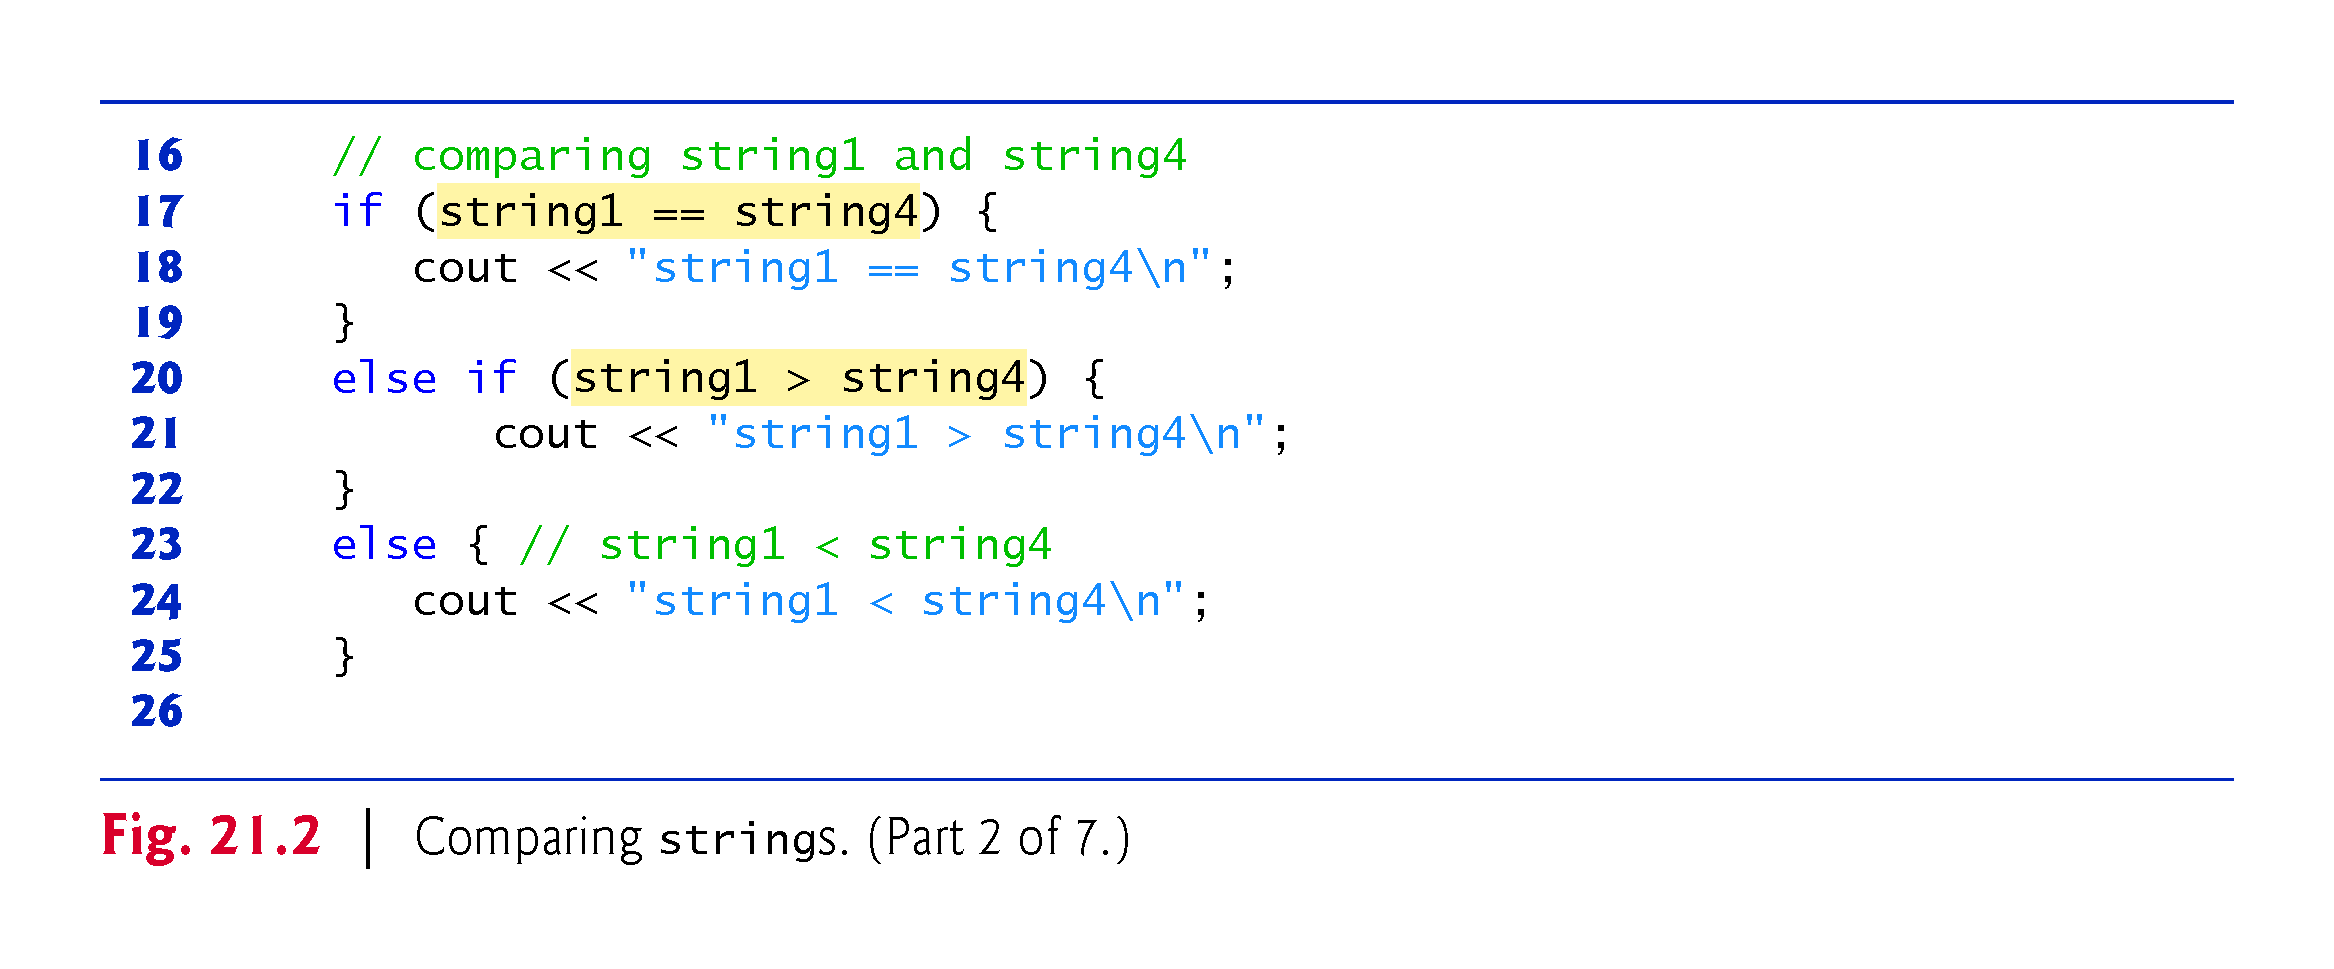 16 // comparing string1 and string4
17 if (string1 == string4) {
18 cout << "string1 == string4\n";
19 }
20 else if (string1 > string4) {
21 cout << "string1 > string4\n";
22 }
23 else { // string1 < string4
24 cout << "string1 < string4\n";
25 }
26
Fig. 21.2 | Comparing strings. (Part 2 of 7.)